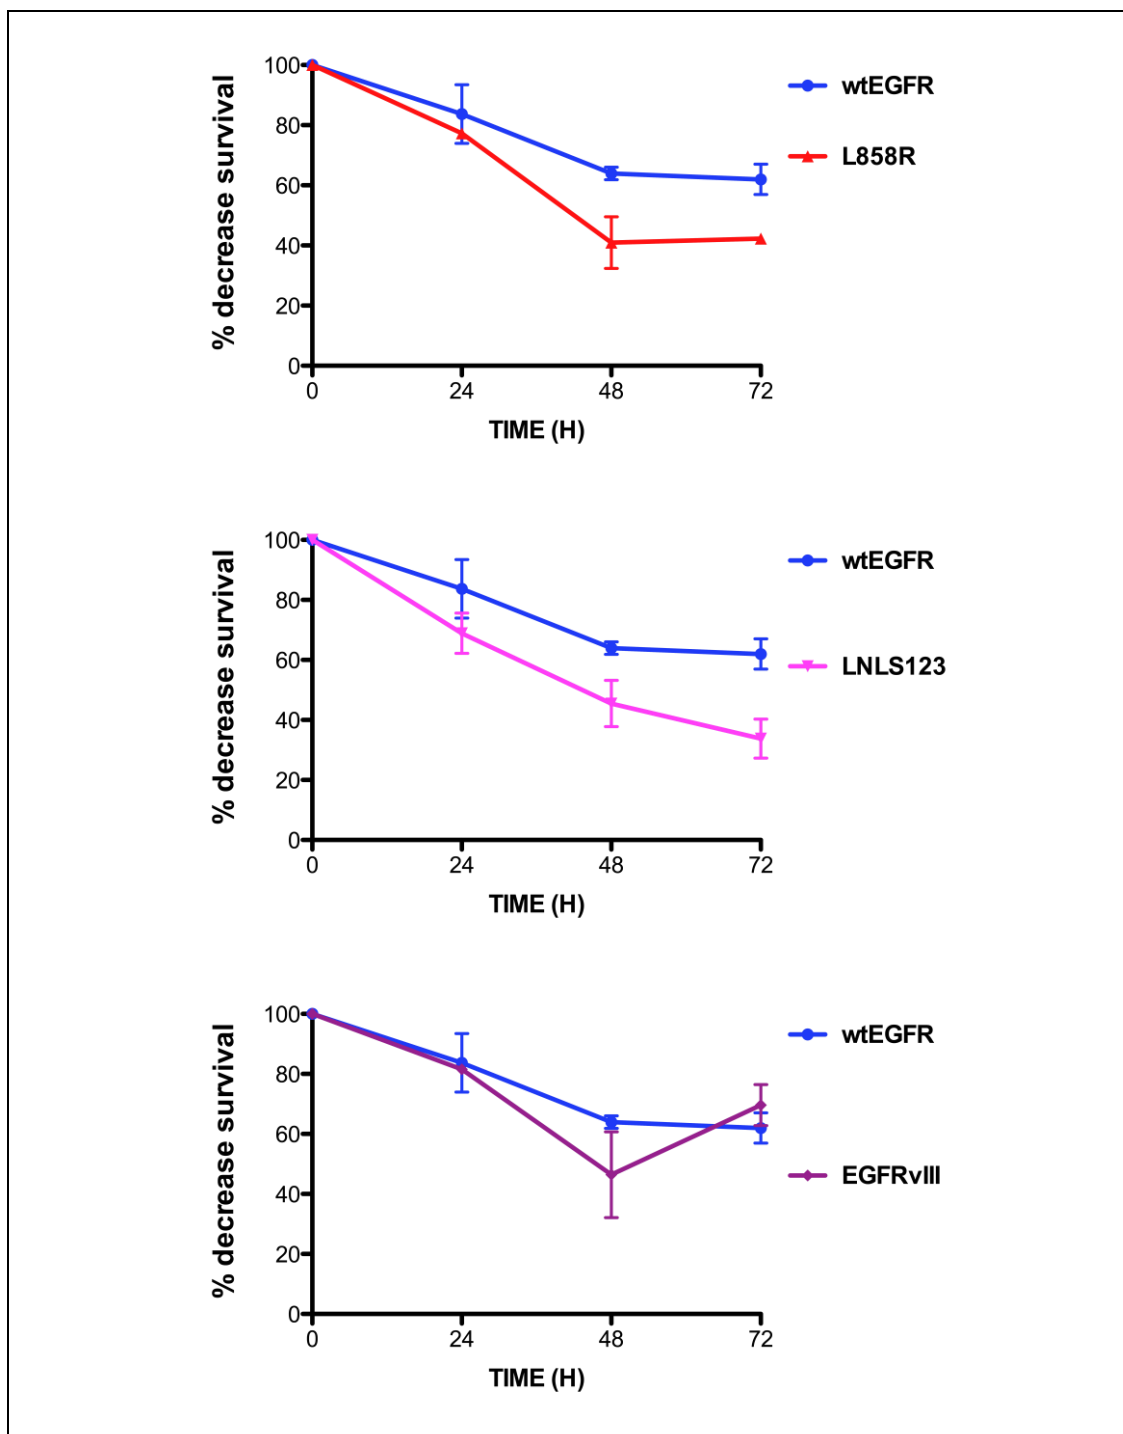 % decrease survival
100
80
60
40
20
0
0 24 48 72
TIME (H)
wtEGFR
L858R
% decrease survival
100
80
60
40
20
0
0 24 48 72
TIME (H)
wtEGFR
LNLS123
% decrease survival
100
80
60
40
20
0
0 24 48 72
TIME (H)
wtEGFR
EGFRvIII